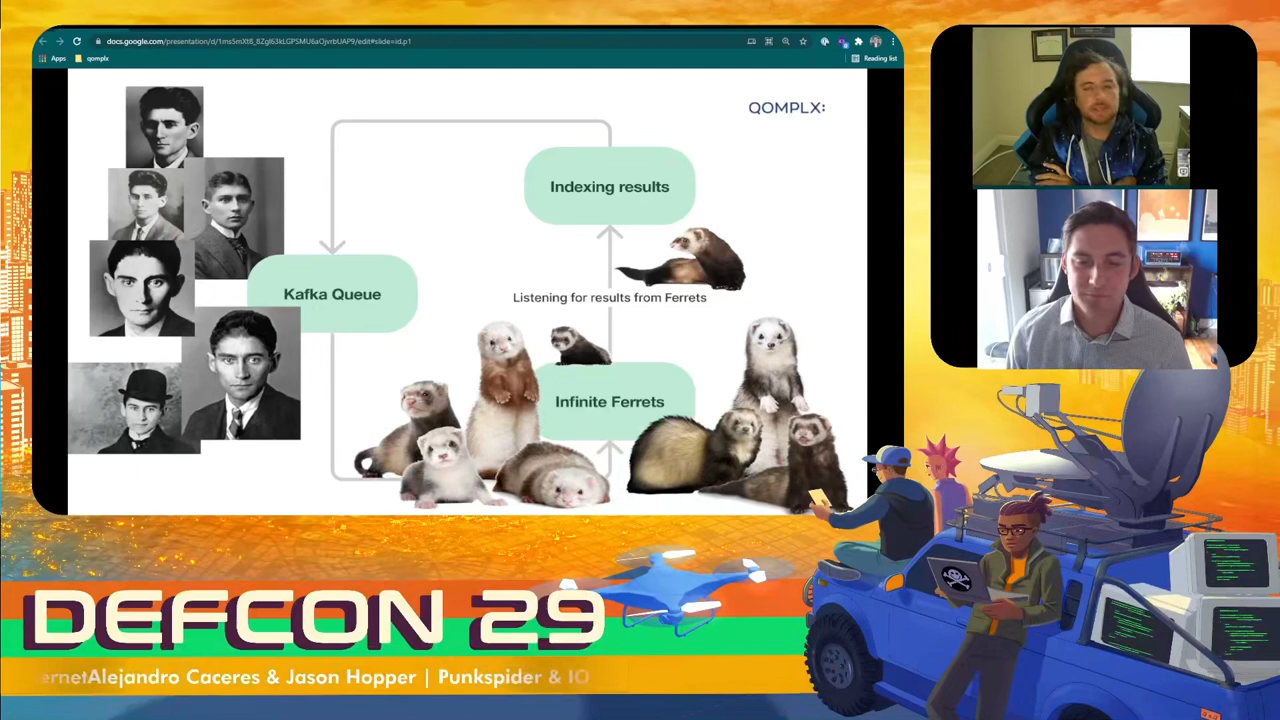 docs.google.com/presentation/d/1ms5mXt8_8Zgl63kLGPSMU6aOjvrbUAP9/edit#slide=id.p1
Apps
qomplx
Reading list
QOMPLX:
Indexing results
Kafka Queue
Listening for results from Ferrets
Infinite Ferrets
DEFCON 29
ernetAlejandro Caceres & Jason Hopper | Punkspider & IO